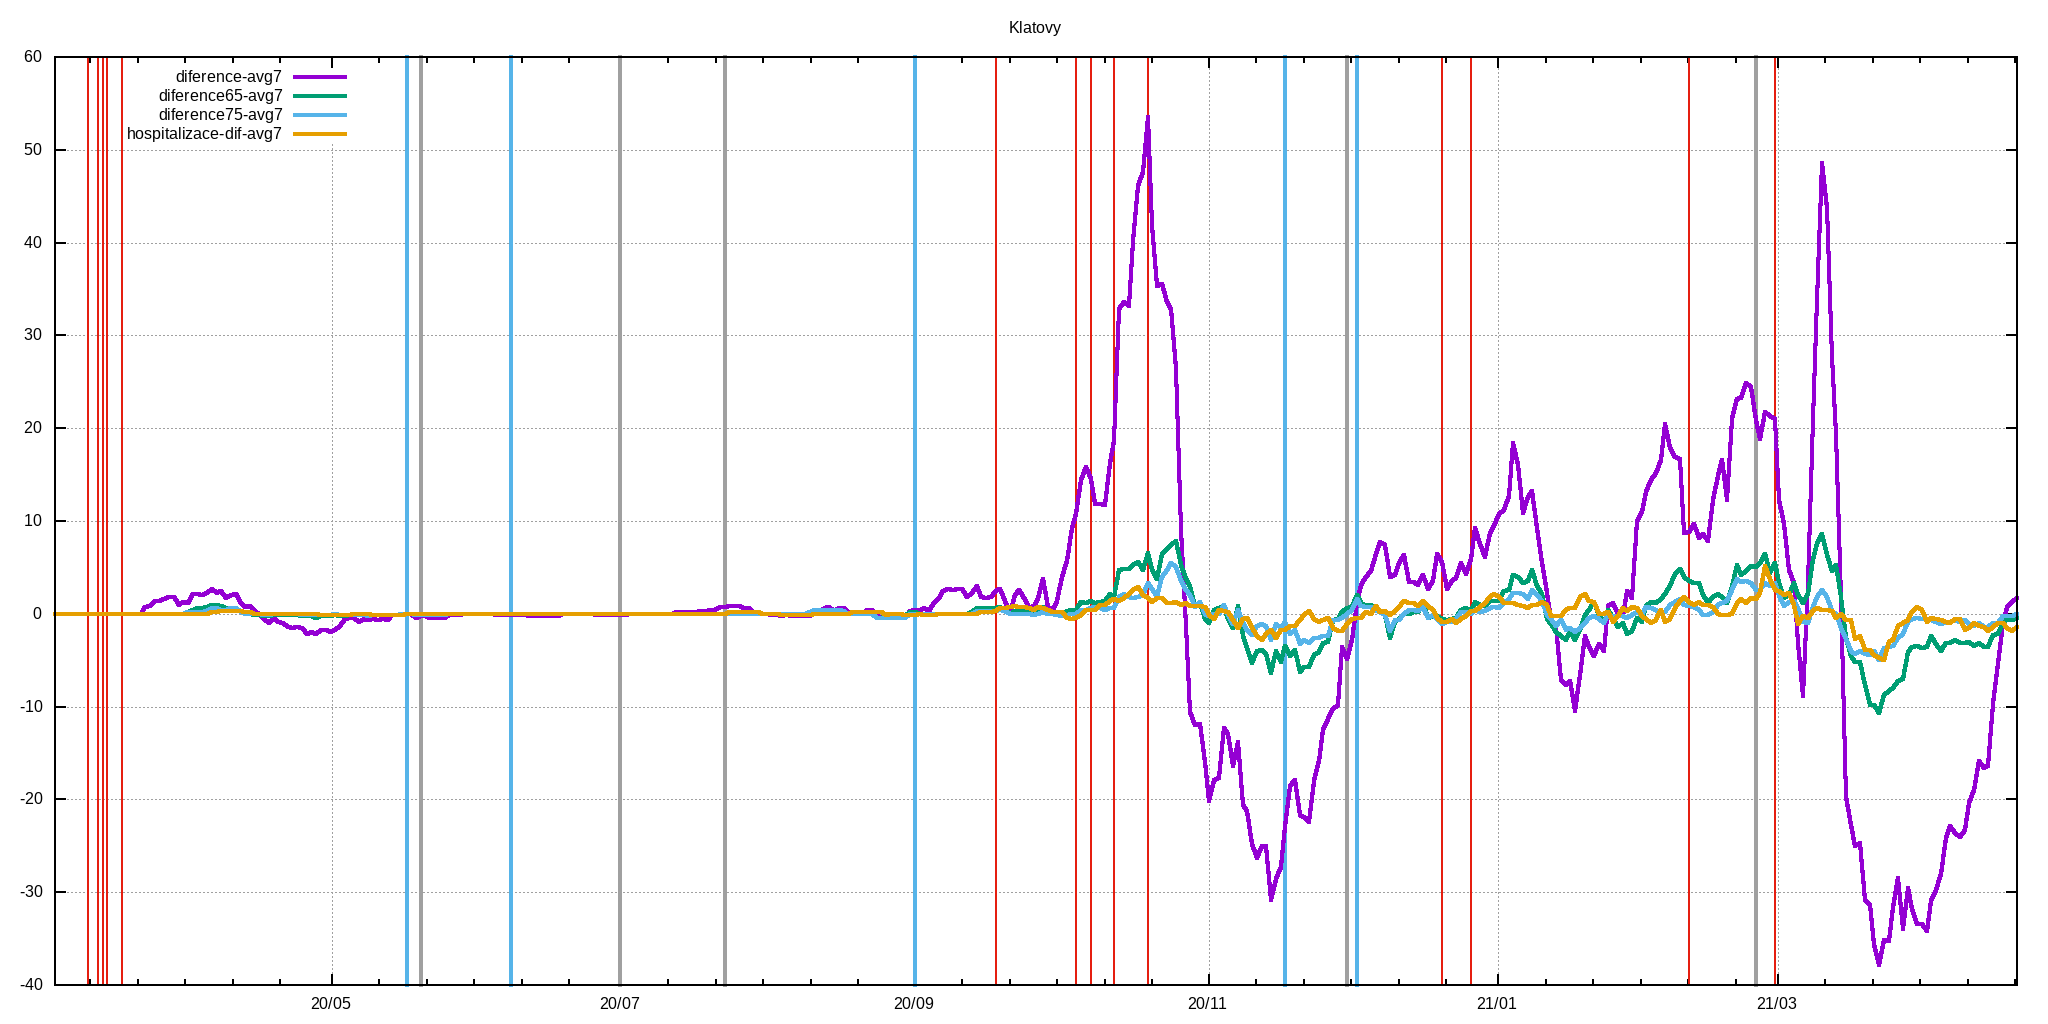 Klatovy
60
50
40
30
20
10
0
-10
-20
-30
-40
diference-avg7
diference65-avg7
diference75-avg7
hospitalizace-dif-avg7
20/05 20/07 20/09 20/11 21/01 21/03